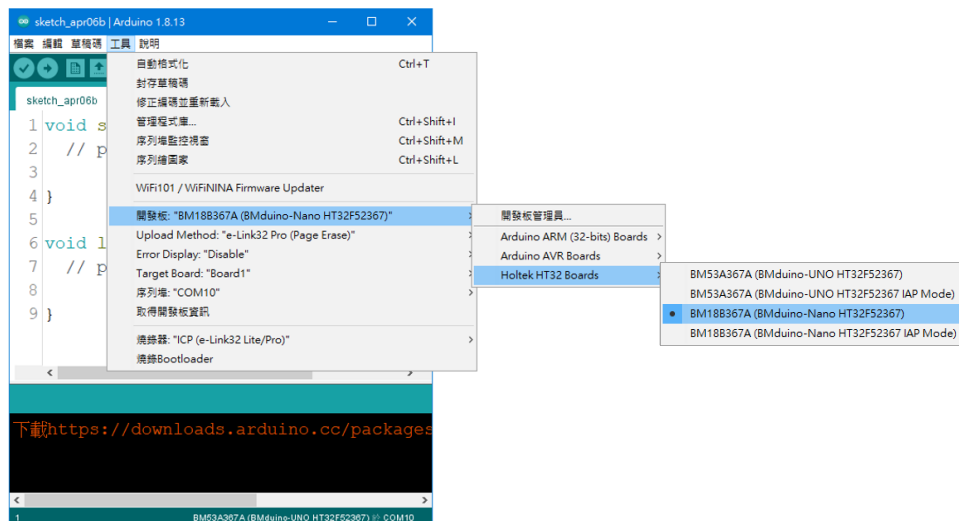 sketch_apr06b | Arduino 1.8.13
檔案 編輯 草稿碼 工具 說明
sketch_apr06b
1 void s
2 // p
3
4 }
5
6 void l
7 // p
8
9 }
自動格式化 Ctrl+T
封存草稿碼
修正編碼並重新載入
管理程式庫... Ctrl+Shift+I
序列埠監控視窗 Ctrl+Shift+M
序列繪圖家 Ctrl+Shift+L
WiFi101 / WiFiNINA Firmware Updater
開發板: "BM18B367A (BMduino-Nano HT32F52367)"
Upload Method: "e-Link32 Pro (Page Erase)"
Error Display: "Disable"
Target Board: "Board1"
序列埠: "COM10"
取得開發板資訊
燒錄器: "ICP (e-Link32 Lite/Pro)"
燒錄Bootloader
開發板管理員...
Arduino ARM (32-bits) Boards
Arduino AVR Boards
Holtek HT32 Boards
BM53A367A (BMduino-UNO HT32F52367)
BM53A367A (BMduino-UNO HT32F52367 IAP Mode)
BM18B367A (BMduino-Nano HT32F52367)
BM18B367A (BMduino-Nano HT32F52367 IAP Mode)
下載https://downloads.arduino.cc/packages
1 BM53A367A (BMduino-UNO HT32F52367) 於 COM10